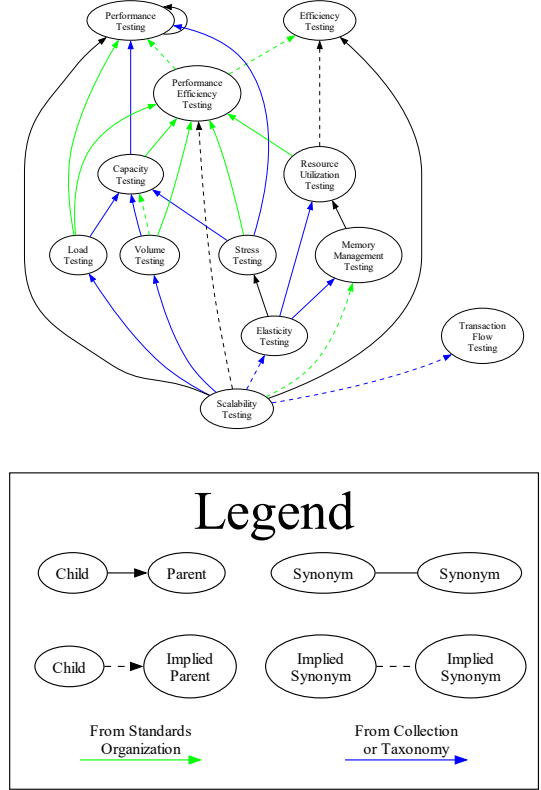 Performance
Testing
Efficiency
Testing
Performance
Efficiency
Testing
Capacity
Testing
Resource
Utilization
Testing
Load
Testing
Volume
Testing
Stress
Testing
Memory
Management
Testing
Elasticity
Testing
Transaction
Flow
Testing
Scalability
Testing
Legend
Child
Parent
Synonym
Synonym
Child
Implied
Parent
Implied
Synonym
Implied
Synonym
From Standards
Organization
From Collection
or Taxonomy